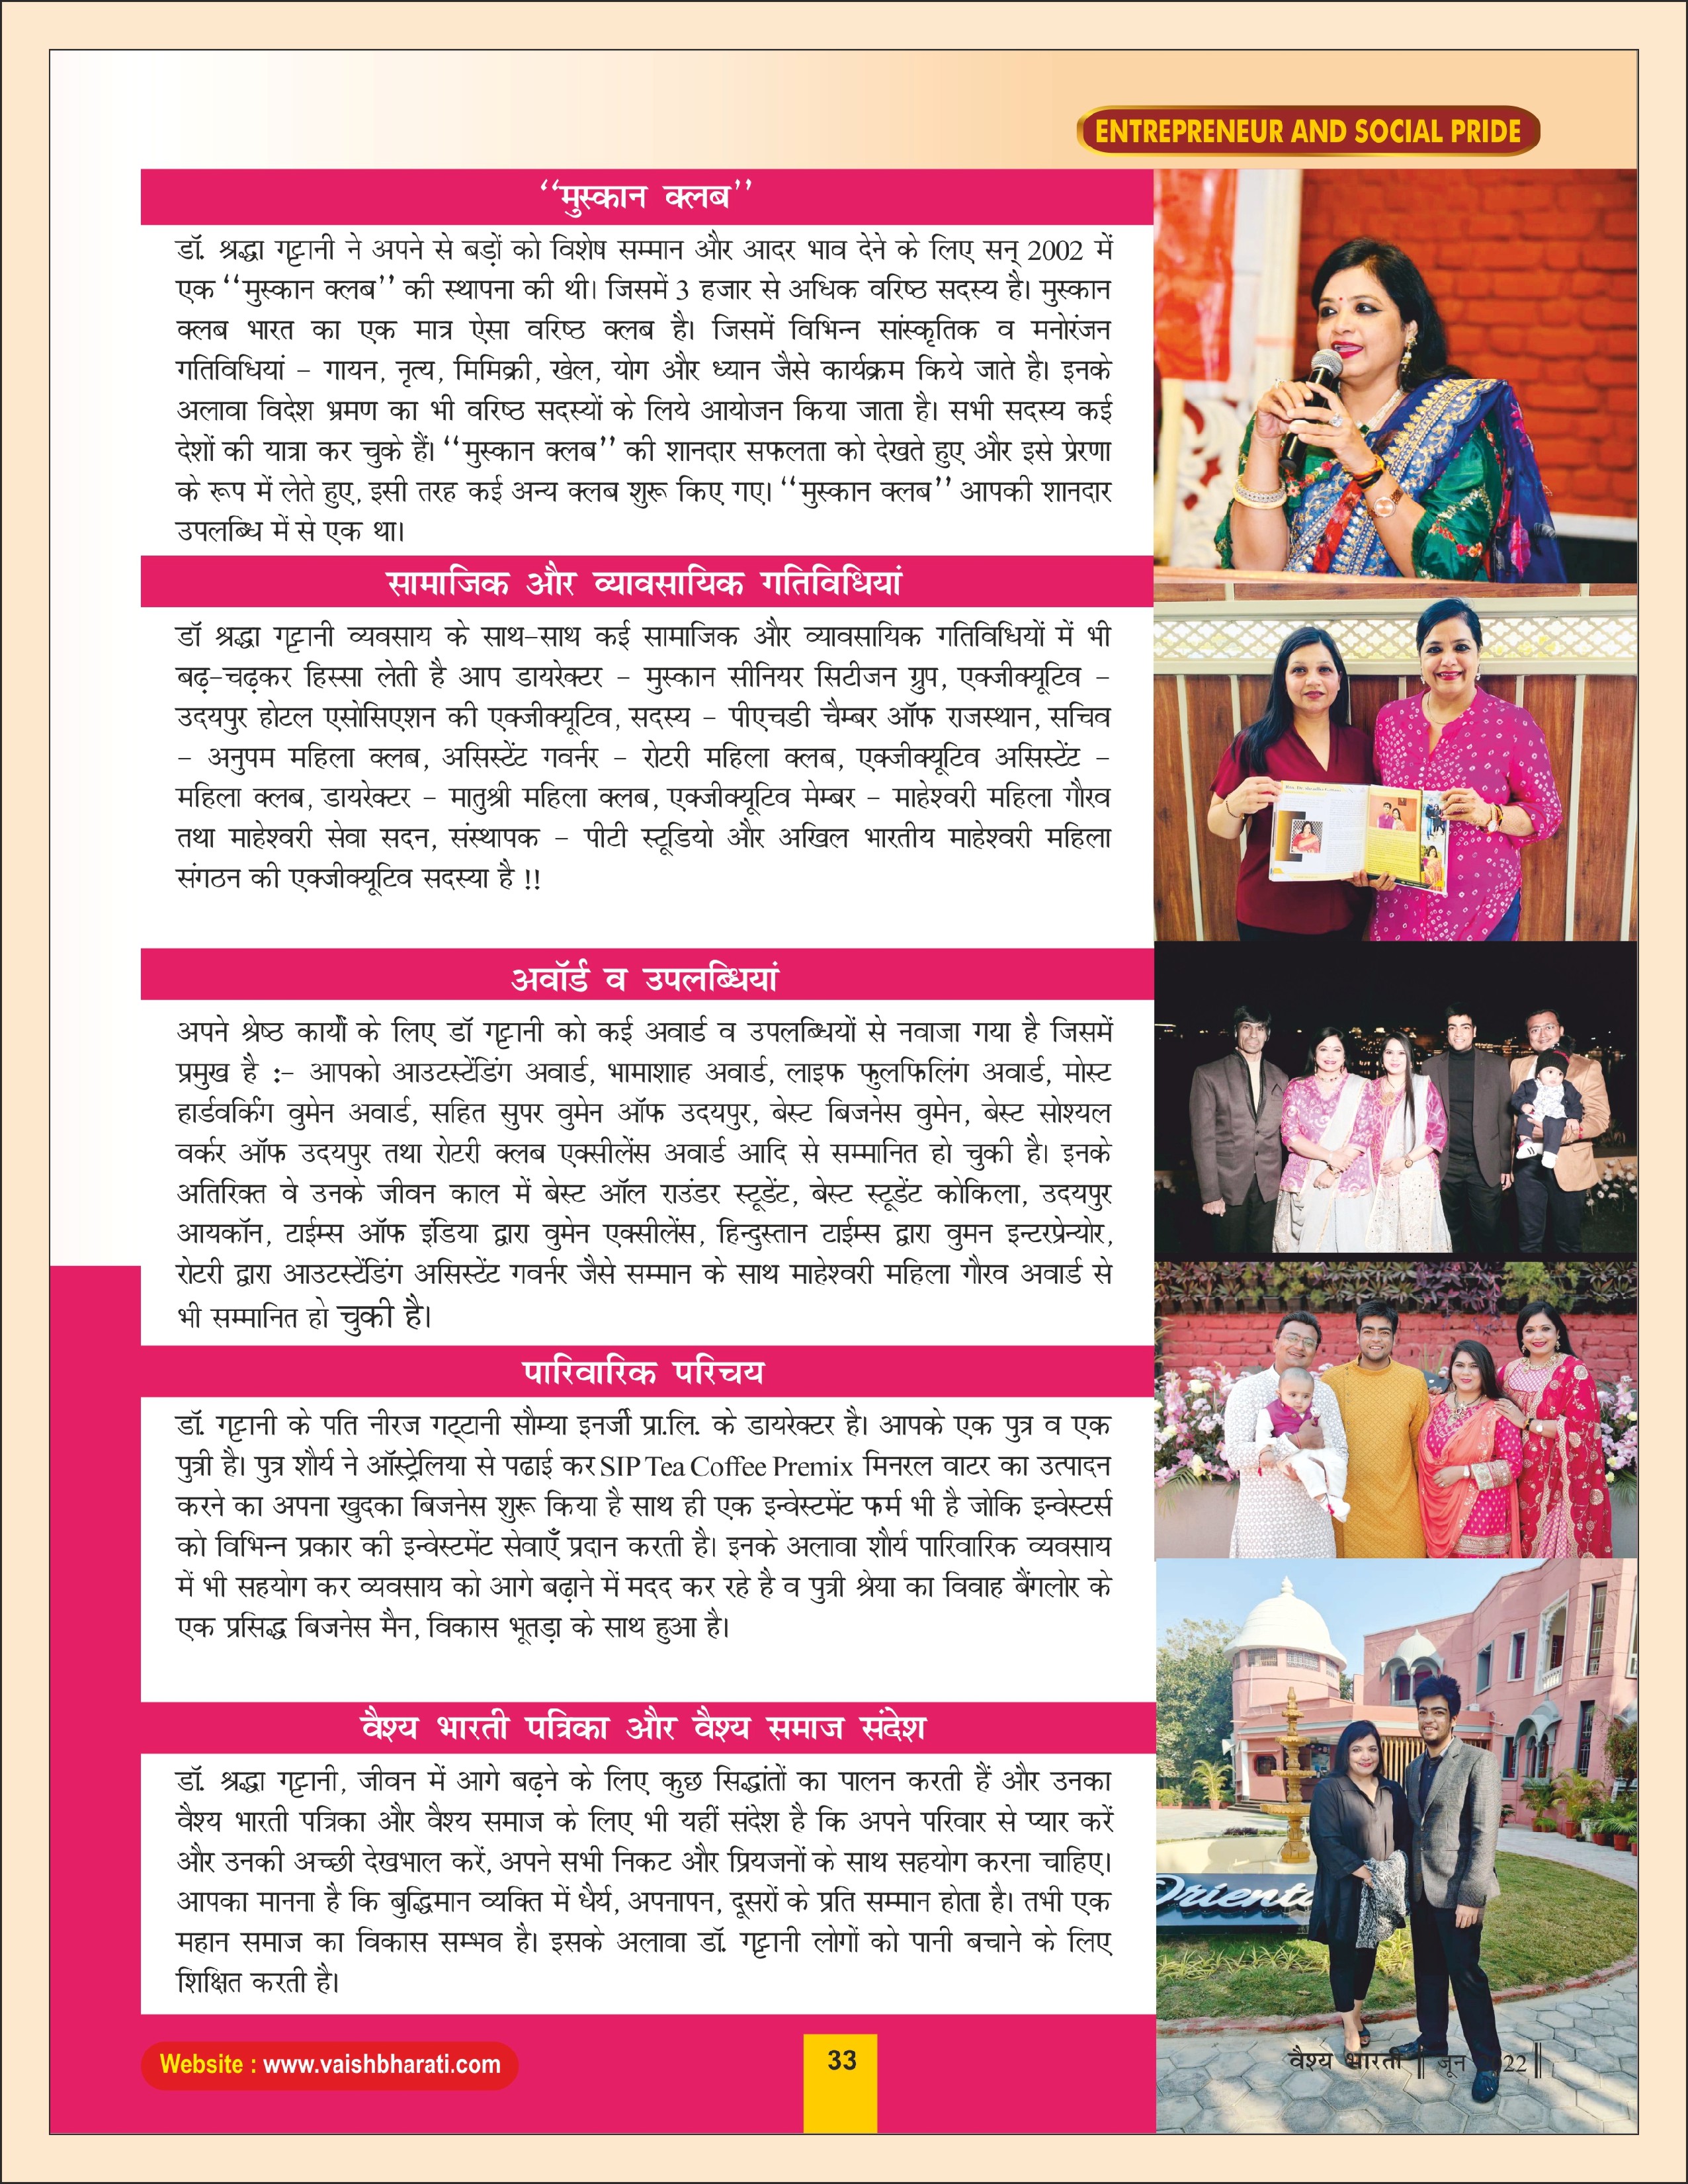 ENTREPRENEUR AND SOCIAL PRIDE
‘‘मुस्कान क्लब’’
डॉ. श्रद्धा गट्टानी ने अपने से बड़ों को विशेष सम्मान और आदर भाव देने के लिए सन् 2002 में
एक ‘‘मुस्कान क्लब’’ की स्थापना की थी। जिसमें 3 हजार से अधिक वरिष्ठ सदस्य है। मुस्कान
क्लब भारत का एक मात्र ऐसा वरिष्ठ क्लब है। जिसमें विभिन्न सांस्कृतिक व मनोरंजन
गतिविधियां – गायन, नृत्य, मिमिक्री, खेल, योग और ध्यान जैसे कार्यक्रम किये जाते है। इनके
अलावा विदेश भ्रमण का भी वरिष्ठ सदस्यों के लिये आयोजन किया जाता है। सभी सदस्य कई
देशों की यात्रा कर चुके हैं। ‘‘मुस्कान क्लब’’ की शानदार सफलता को देखते हुए और इसे प्रेरणा
के रूप में लेते हुए, इसी तरह कई अन्य क्लब शुरू किए गए। ‘‘मुस्कान क्लब’’ आपकी शानदार
उपलब्धि में से एक था।
सामाजिक और व्यावसायिक गतिविधियां
डॉ श्रद्धा गट्टानी व्यवसाय के साथ-साथ कई सामाजिक और व्यावसायिक गतिविधियों में भी
बढ़-चढ़कर हिस्सा लेती है आप डायरेक्टर – मुस्कान सीनियर सिटीजन ग्रुप, एक्जीक्यूटिव –
उदयपुर होटल एसोसिएशन की एक्जीक्यूटिव, सदस्य – पीएचडी चैम्बर ऑफ राजस्थान, सचिव
– अनुपम महिला क्लब, असिस्टेंट गवर्नर – रोटरी महिला क्लब, एक्जीक्यूटिव असिस्टेंट –
महिला क्लब, डायरेक्टर – मातुश्री महिला क्लब, एक्जीक्यूटिव मेम्बर – माहेश्वरी महिला गौरव
तथा माहेश्वरी सेवा सदन, संस्थापक – पीटी स्टूडियो और अखिल भारतीय माहेश्वरी महिला
संगठन की एक्जीक्यूटिव सदस्या है !!
अवॉर्ड व उपलब्धियां
अपने श्रेष्ठ कार्यों के लिए डॉ गट्टानी को कई अवार्ड व उपलब्धियों से नवाजा गया है जिसमें
प्रमुख है :- आपको आउटस्टेंडिंग अवार्ड, भामाशाह अवार्ड, लाइफ फुलफिलिंग अवार्ड, मोस्ट
हार्डवर्किंग वुमेन अवार्ड, सहित सुपर वुमेन ऑफ उदयपुर, बेस्ट बिजनेस वुमेन, बेस्ट सोश्यल
वर्कर ऑफ उदयपुर तथा रोटरी क्लब एक्सीलेंस अवार्ड आदि से सम्मानित हो चुकी है। इनके
अतिरिक्त वे उनके जीवन काल में बेस्ट ऑल राउंडर स्टूडेंट, बेस्ट स्टूडेंट कोकिला, उदयपुर
आयकॉन, टाईम्स ऑफ इंडिया द्वारा वुमेन एक्सीलेंस, हिन्दुस्तान टाईम्स द्वारा वुमन इन्टरप्रेन्योर,
रोटरी द्वारा आउटस्टेंडिंग असिस्टेंट गवर्नर जैसे सम्मान के साथ माहेश्वरी महिला गौरव अवार्ड से
भी सम्मानित हो चुकी है।
पारिवारिक परिचय
डॉ. गट्टानी के पति नीरज गट्टानी सौम्या इनर्जी प्रा.लि. के डायरेक्टर है। आपके एक पुत्र व एक
पुत्री है। पुत्र शौर्य ने ऑस्ट्रेलिया से पढाई कर SIP Tea Coffee Premix मिनरल वाटर का उत्पादन
करने का अपना खुदका बिजनेस शुरू किया है साथ ही एक इन्वेस्टमेंट फर्म भी है जोकि इन्वेस्टर्स
को विभिन्न प्रकार की इन्वेस्टमेंट सेवाएँ प्रदान करती है। इनके अलावा शौर्य पारिवारिक व्यवसाय
में भी सहयोग कर व्यवसाय को आगे बढ़ाने में मदद कर रहे है व पुत्री श्रेया का विवाह बैंगलोर के
एक प्रसिद्ध बिजनेस मैन, विकास भूतड़ा के साथ हुआ है।
वैश्य भारती पत्रिका और वैश्य समाज संदेश
डॉ. श्रद्धा गट्टानी, जीवन में आगे बढ़ने के लिए कुछ सिद्धांतों का पालन करती हैं और उनका
वैश्य भारती पत्रिका और वैश्य समाज के लिए भी यहीं संदेश है कि अपने परिवार से प्यार करें
और उनकी अच्छी देखभाल करें, अपने सभी निकट और प्रियजनों के साथ सहयोग करना चाहिए।
आपका मानना है कि बुद्धिमान व्यक्ति में धैर्य, अपनापन, दूसरों के प्रति सम्मान होता है। तभी एक
महान समाज का विकास सम्भव है। इसके अलावा डॉ. गट्टानी लोगों को पानी बचाने के लिए
शिक्षित करती है।
Oriental
Website : www.vaishbharati.com
33
वैश्य भारती || जून 22 ||